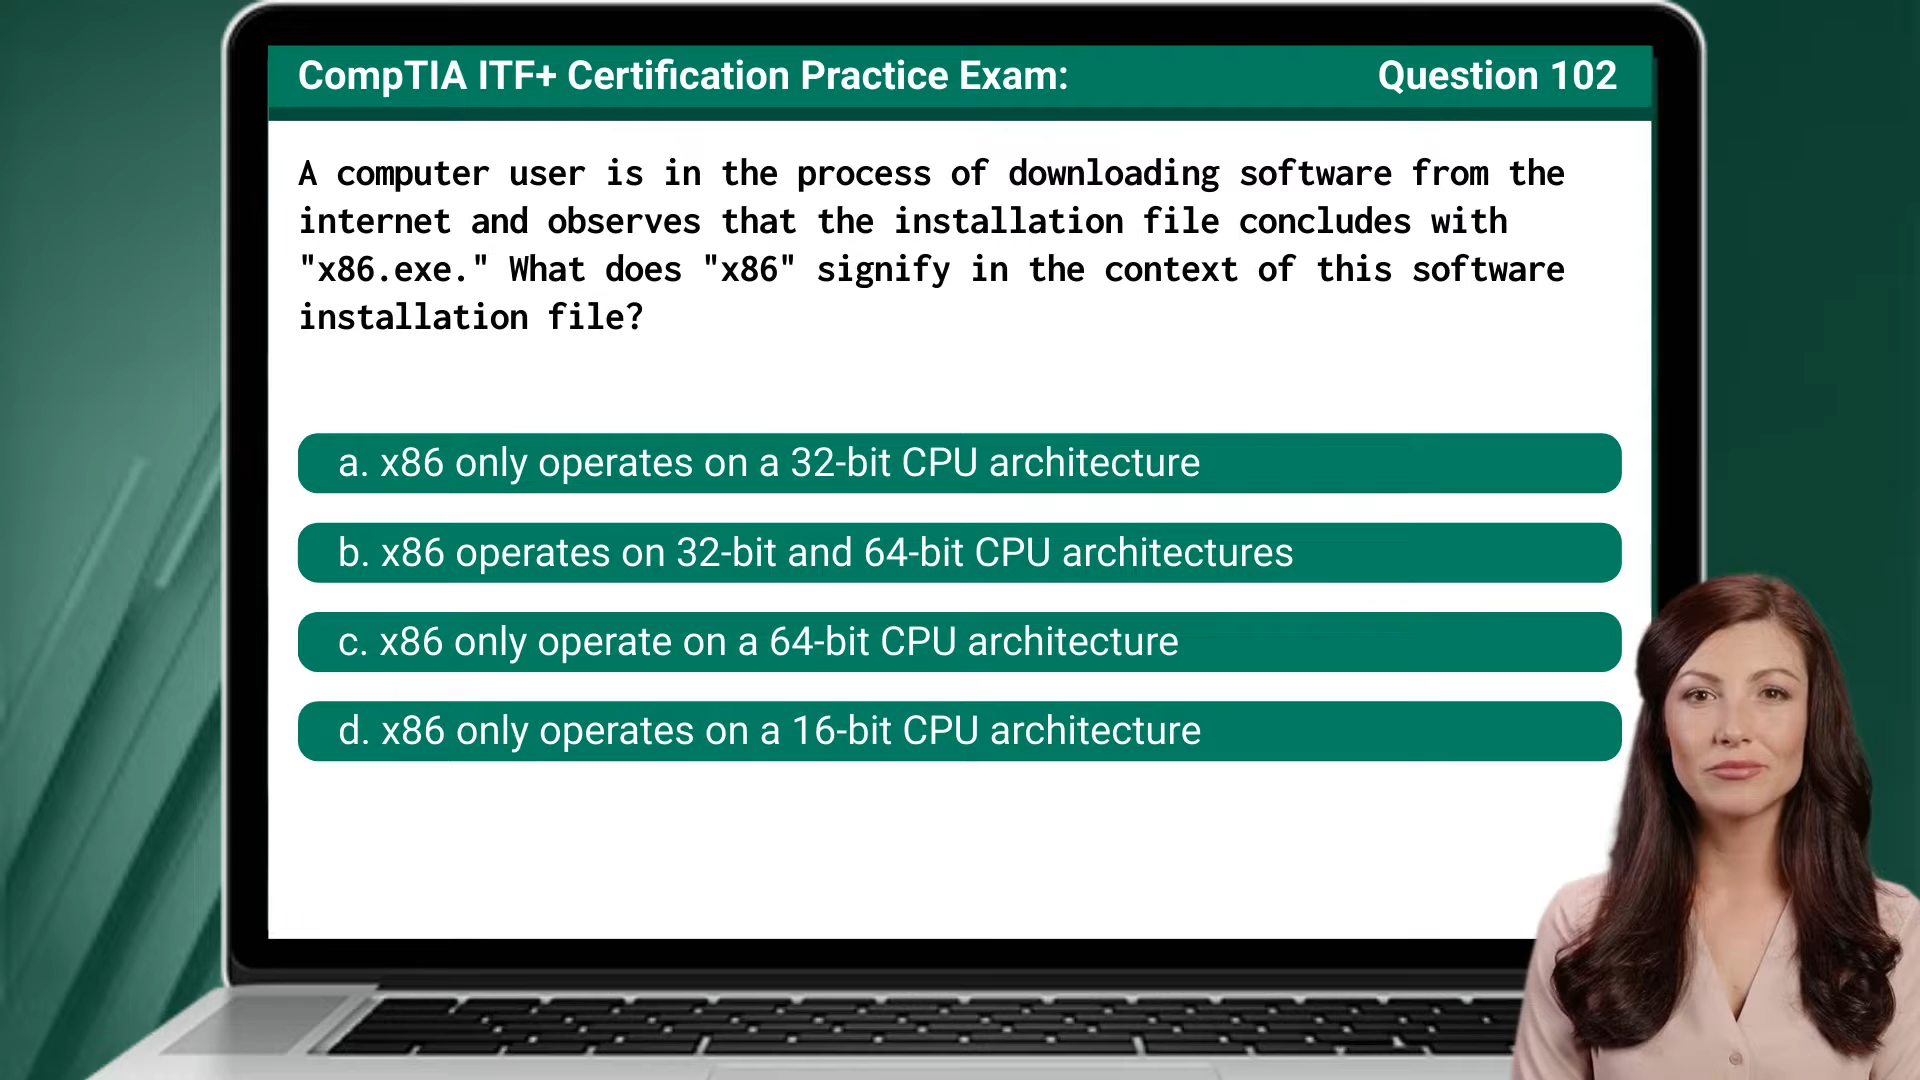 CompTIA ITF+ Certification Practice Exam:
Question 102
A computer user is in the process of downloading software from the
internet and observes that the installation file concludes with
"x86.exe." What does "x86" signify in the context of this software
installation file?
a. x86 only operates on a 32-bit CPU architecture
b. x86 operates on 32-bit and 64-bit CPU architectures
c. x86 only operate on a 64-bit CPU architecture
d. x86 only operates on a 16-bit CPU architecture